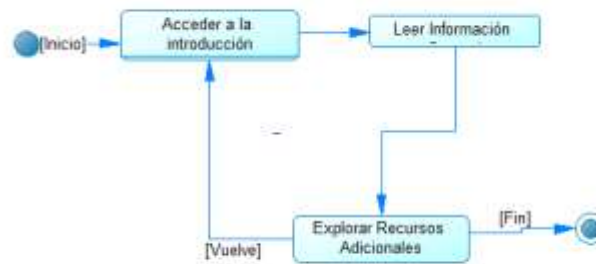 [Inicio]
Acceder a la
introducción
Leer Información
Explorar Recursos
Adicionales
[Vuelve]
[Fin]